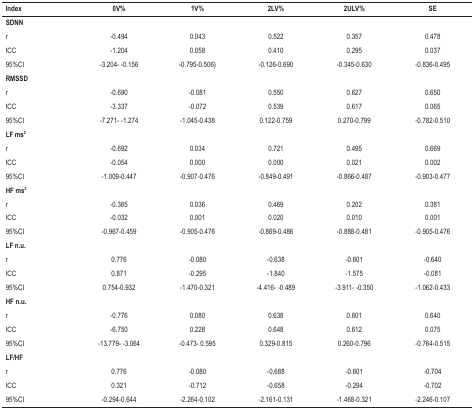 Index 0V% 1V% 2LV% 2ULV% SE
SDNN
r -0.494 0.043 0.522 0.357 0.478
ICC -1.204 0.058 0.410 0.295 0.037
95%CI -3.204- -0.156 -0.795-0.506) -0.126-0.690 -0.345-0.630 -0.836-0.495
RMSSD
r -0.690 -0.081 0.550 0.627 0.650
ICC -3.337 -0.072 0.539 0.617 0.065
95%CI -7.271- -1.274 -1.045-0.438 0.122-0.759 0.270-0.799 -0.782-0.510
LF ms²
r -0.692 0.034 0.721 0.495 0.669
ICC -0.054 0.000 0.000 0.021 0.002
95%CI -1.009-0.447 -0.907-0.476 -0.849-0.491 -0.866-0.487 -0.903-0.477
HF ms²
r -0.365 0.036 0.469 0.202 0.381
ICC -0.032 0.001 0.020 0.010 0.001
95%CI -0.967-0.459 -0.905-0.476 -0.869-0.486 -0.888-0.481 -0.905-0.476
LF n.u.
r 0.776 -0.080 -0.638 -0.601 -0.640
ICC 0.871 -0.295 -1.840 -1.575 -0.081
95%CI 0.754-0.932 -1.470-0.321 -4.416- -0.489 -3.911- -0.350 -1.062-0.433
HF n.u.
r -0.776 0.080 0.638 0.601 0.640
ICC -6.750 0.228 0.648 0.612 0.075
95%CI -13.779- -3.064 -0.473- 0.595 0.329-0.815 0.260-0.796 -0.764-0.515
LF/HF
r 0.776 -0.080 -0.688 -0.601 -0.704
ICC 0.321 -0.712 -0.658 -0.294 -0.702
95%CI -0.294-0.644 -2.264-0.102 -2.161-0.131 -1.468-0.321 -2.246-0.107